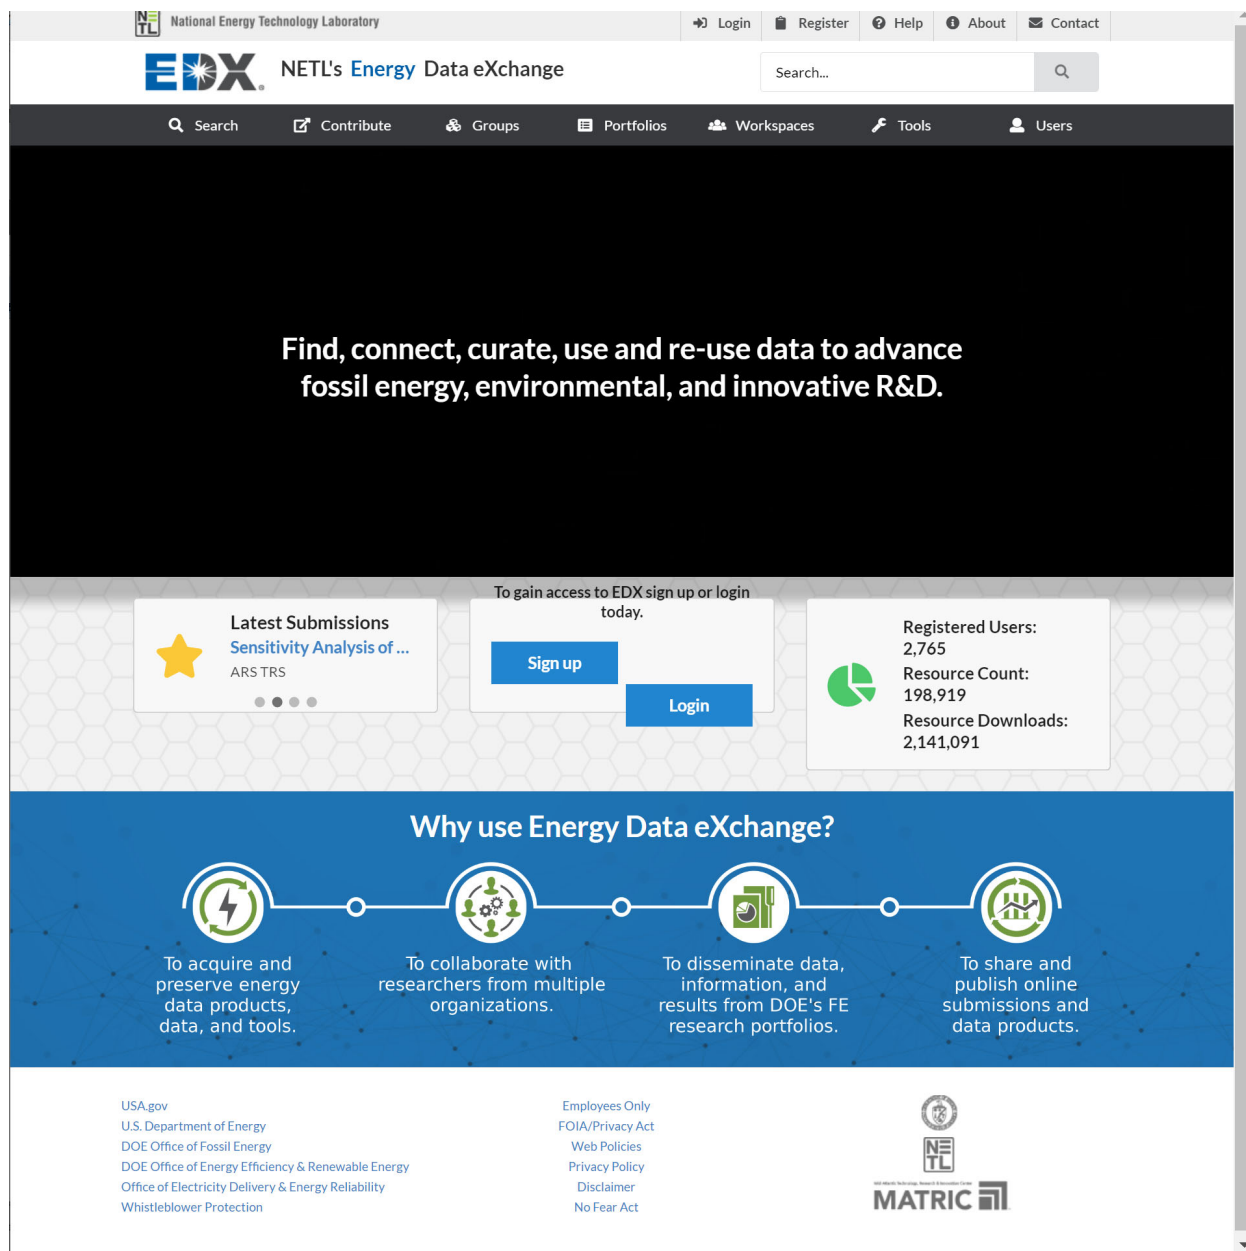 NETL National Energy Technology Laboratory
Login Register Help About Contact
EDX. NETL's Energy Data eXchange
Search...
Search Contribute Groups Portfolios Workspaces Tools Users
Find, connect, curate, use and re-use data to advance
fossil energy, environmental, and innovative R&D.
Latest Submissions
Sensitivity Analysis of ...
ARS TRS
To gain access to EDX sign up or login
today.
Sign up
Login
Registered Users:
2,765
Resource Count:
198,919
Resource Downloads:
2,141,091
Why use Energy Data eXchange?
To acquire and
preserve energy
data products,
data, and tools.
To collaborate with
researchers from multiple
organizations.
To disseminate data,
information, and
results from DOE's FE
research portfolios.
To share and
publish online
submissions and
data products.
USA.gov
U.S. Department of Energy
DOE Office of Fossil Energy
DOE Office of Energy Efficiency & Renewable Energy
Office of Electricity Delivery & Energy Reliability
Whistleblower Protection
Employees Only
FOIA/Privacy Act
Web Policies
Privacy Policy
Disclaimer
No Fear Act
NETL
MATRIC